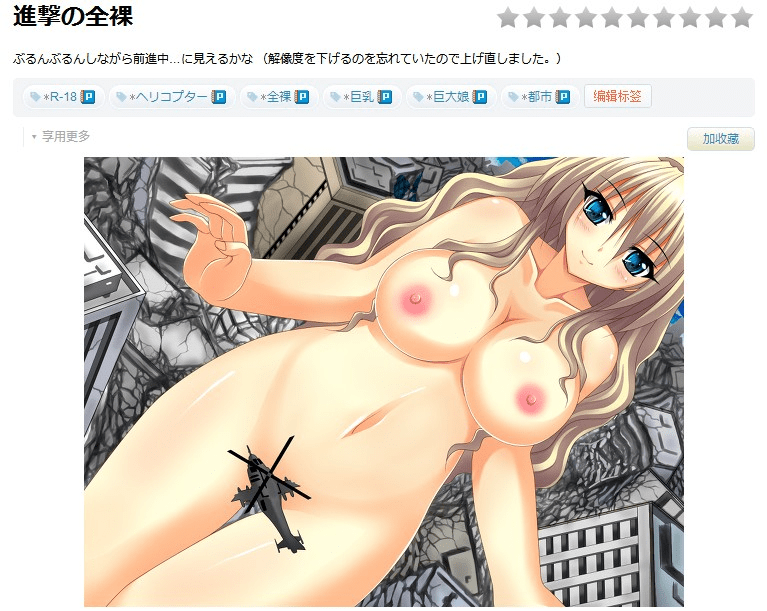 進撃の全裸
ぶるんぶるんしながら前進中…に見えるかな （解像度を下げるのを忘れていたので上げ直しました。）
*R-18 P *ヘリコプター P *全裸 P *巨乳 P *巨大娘 P *都市 P 编辑标签
享用更多
加收藏